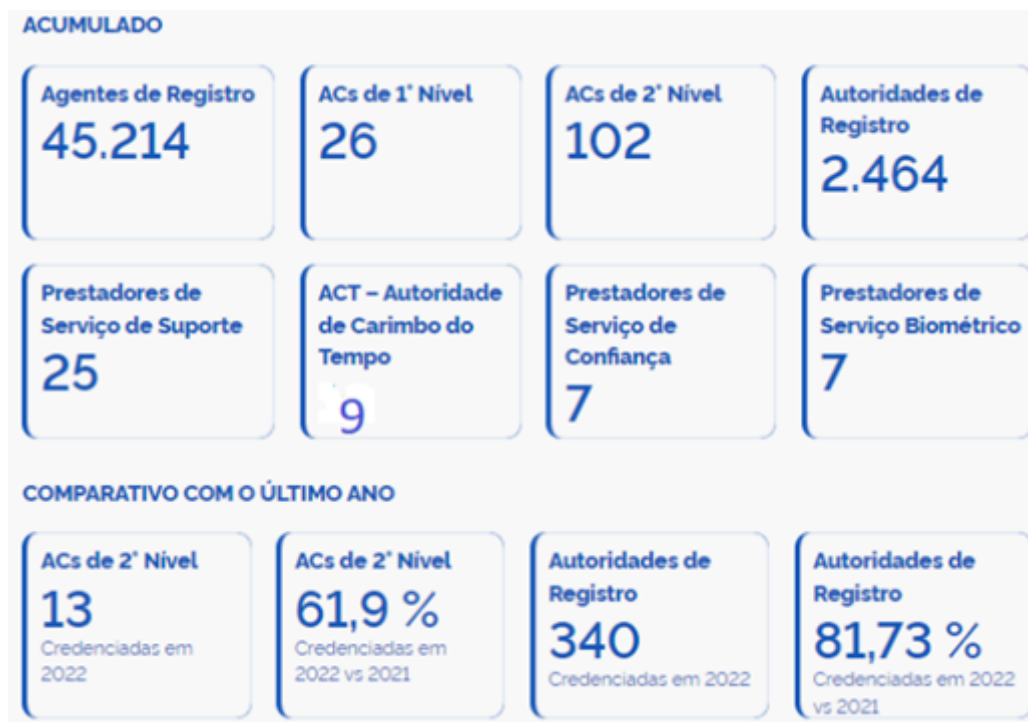 ACUMULADO
Agentes de Registro
45.214
ACs de 1° Nível
26
ACs de 2° Nível
102
Autoridades de
Registro
2.464
Prestadores de
Serviço de Suporte
25
ACT – Autoridade
de Carimbo do
Tempo
9
Prestadores de
Serviço de
Confiança
7
Prestadores de
Serviço Biométrico
7
COMPARATIVO COM O ÚLTIMO ANO
ACs de 2° Nível
13
Credenciadas em
2022
ACs de 2° Nível
61,9 %
Credenciadas em
2022 vs 2021
Autoridades de
Registro
340
Credenciadas em 2022
Autoridades de
Registro
81,73 %
Credenciadas em 2022
vs 2021